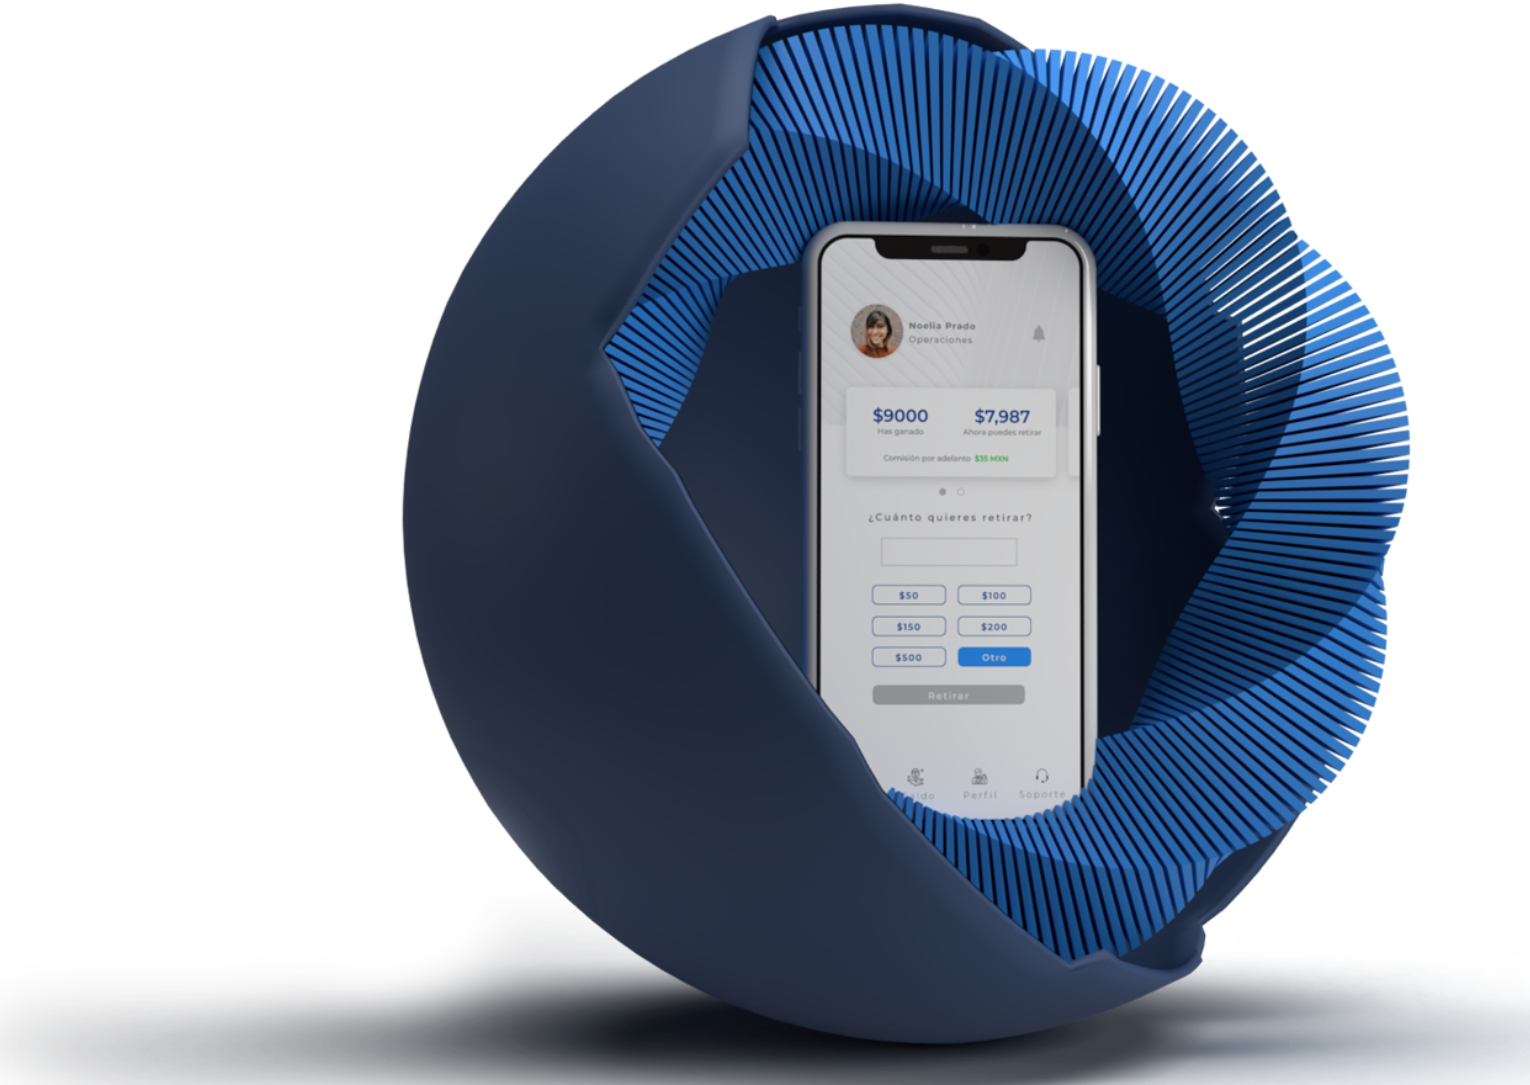 Noelia Prado
Operaciones
$9000 $7,987
Has ganado Ahora puedes retirar
Comisión por adelanto $35 MXN
¿Cuánto quieres retirar?
$50 $100
$150 $200
$500 Otro
Retirar
Perfil Soporte